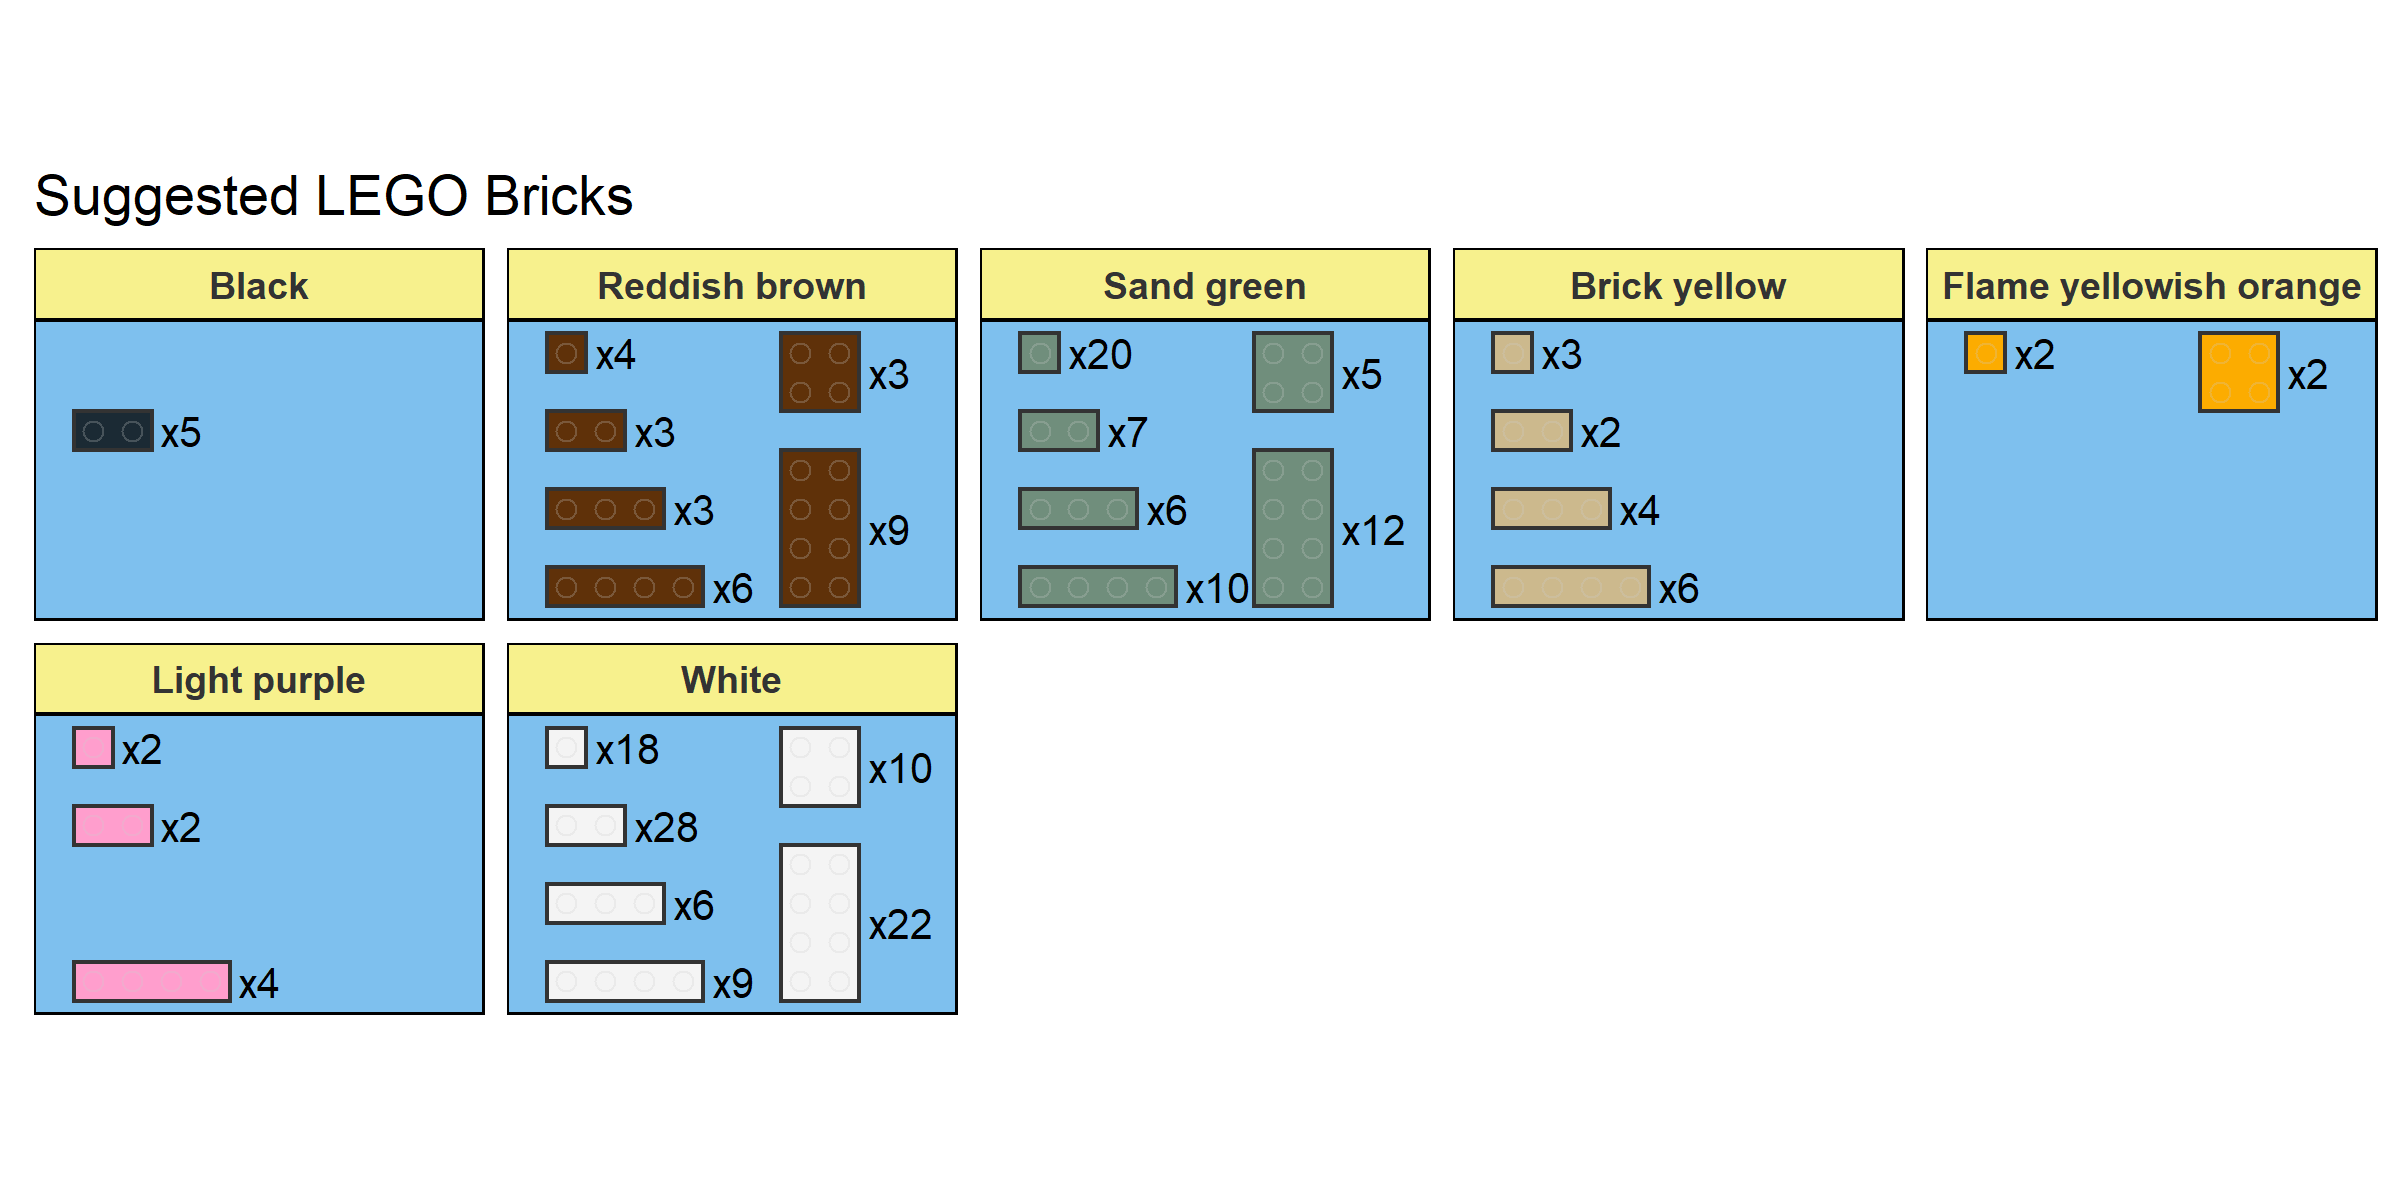 Suggested LEGO Bricks
Black
x5
Reddish brown
x4
x3
x3
x6
x3
x9
Sand green
x20
x7
x6
x10
x5
x12
Brick yellow
x3
x2
x4
x6
Flame yellowish orange
x2
x2
Light purple
x2
x2
x4
White
x18
x28
x6
x9
x10
x22